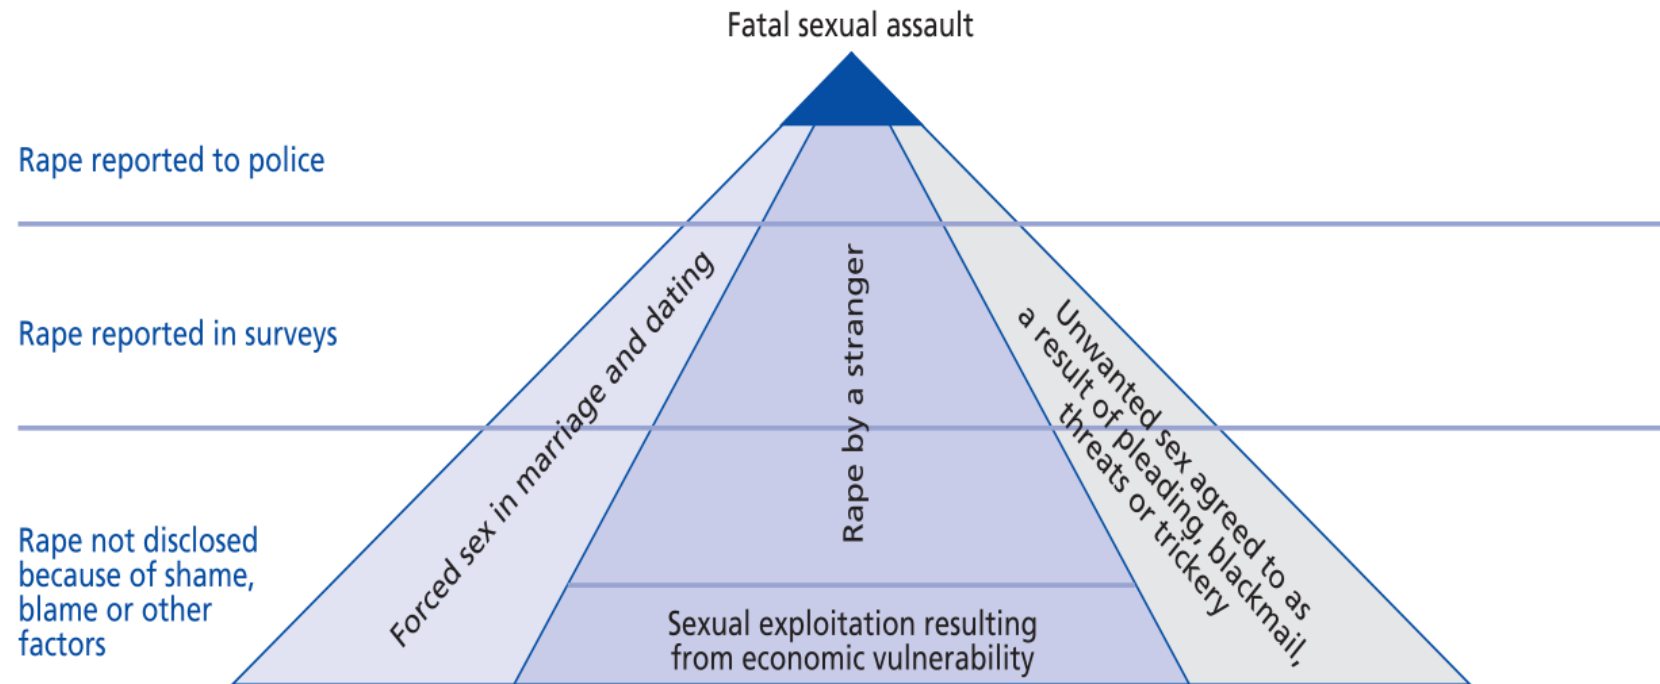 Fatal sexual assault
Rape reported to police
Rape reported in surveys
Rape not disclosed
because of shame,
blame or other
factors
Forced sex in marriage and dating
Rape by a stranger
Unwanted sex agreed to as
a result of pleading, blackmail,
threats or trickery
Sexual exploitation resulting
from economic vulnerability